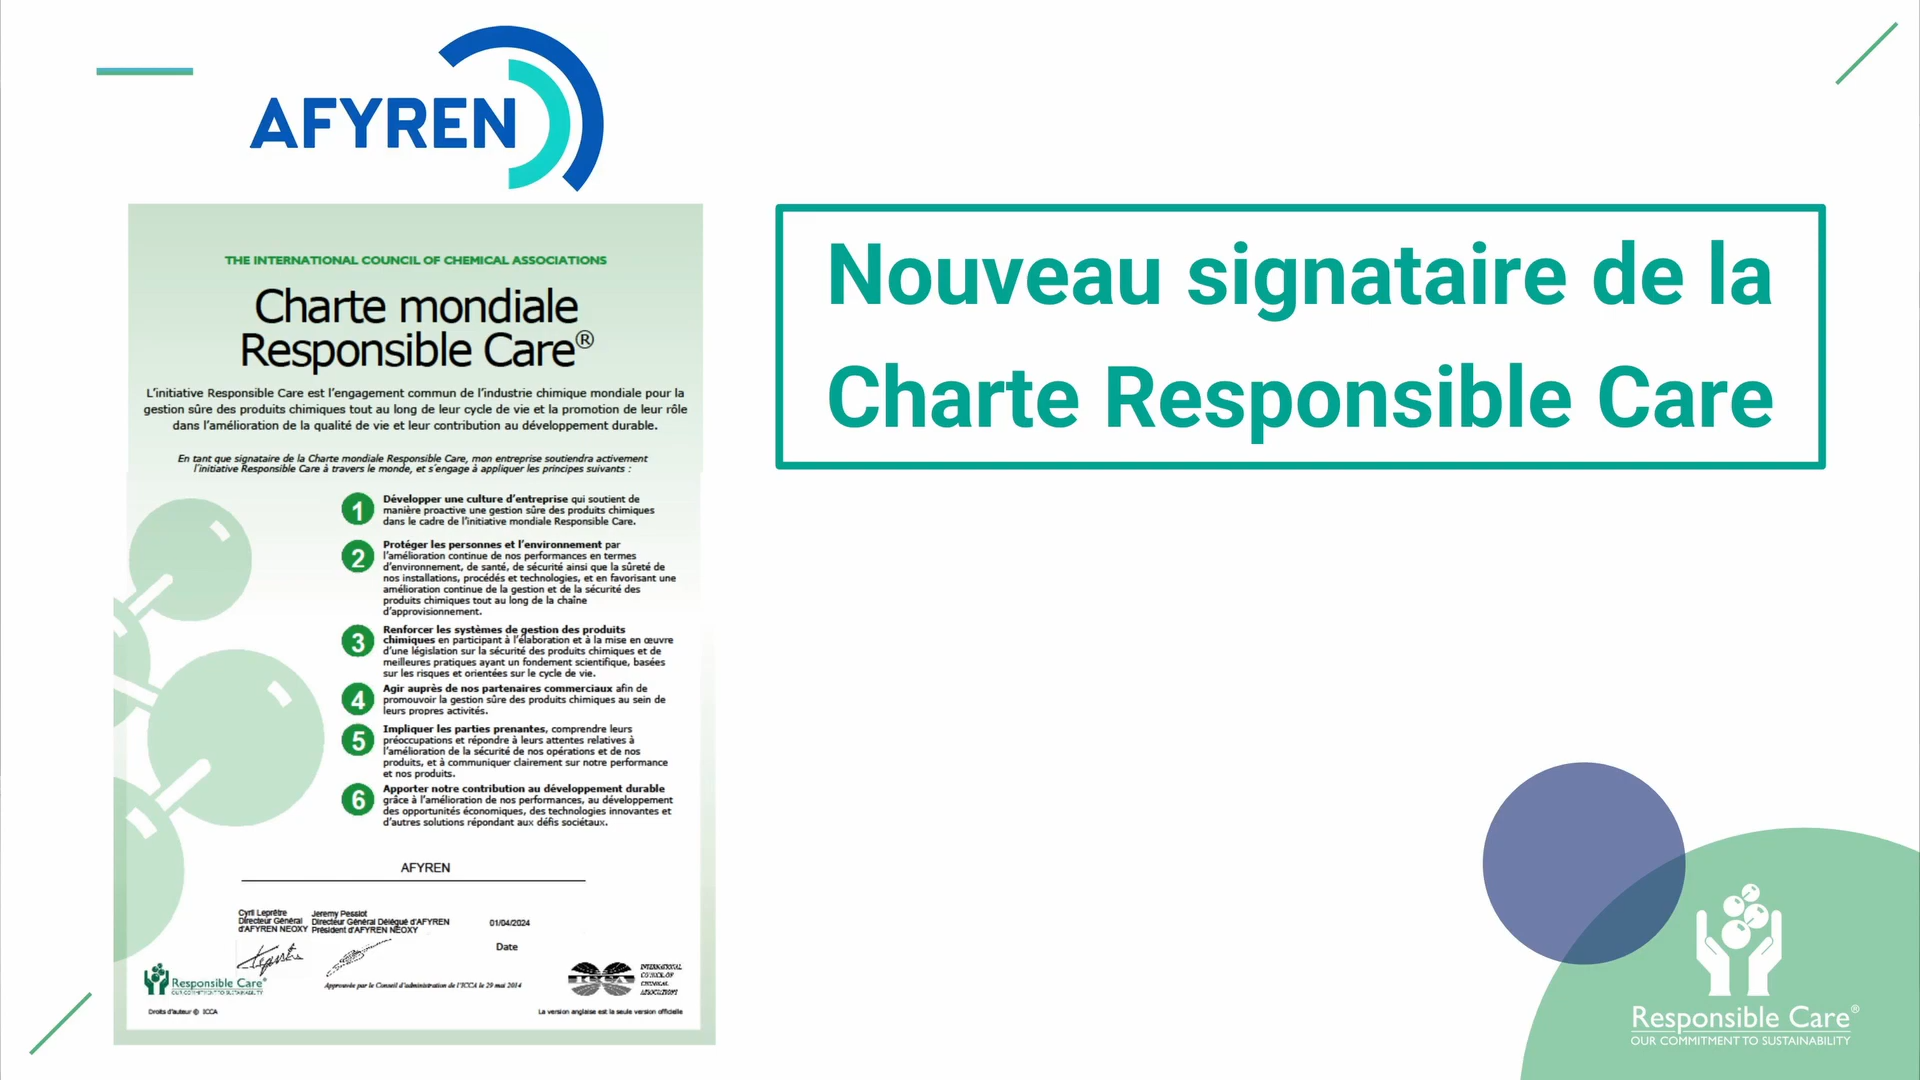 AFYREN
Nouveau signataire de la
Charte Responsible Care
THE INTERNATIONAL COUNCIL OF CHEMICAL ASSOCIATIONS
Charte mondiale
Responsible Care®
L'initiative Responsible Care est l'engagement commun de l'industrie chimique mondiale pour la
gestion sûre des produits chimiques tout au long de leur cycle de vie et la promotion de leur rôle
dans l'amélioration de la qualité de vie et leur contribution au développement durable.
En tant que signataire de la Charte mondiale Responsible Care, mon entreprise soutiendra activement
l'initiative Responsible Care à travers le monde, et s'engage à appliquer les principes suivants :
1 Développer une culture d'entreprise qui soutient de
manière proactive une gestion sûre des produits chimiques
dans le cadre de l'initiative mondiale Responsible Care.
2 Protéger les personnes et l'environnement par
l'amélioration continue de nos performances en termes
d'environnement, de santé, de sécurité ainsi que la sûreté de
nos installations, procédés et technologies, et en favorisant une
amélioration continue de la gestion et de la sécurité des
produits chimiques tout au long de la chaîne
d'approvisionnement.
3 Renforcer les systèmes de gestion des produits
chimiques en participant à l'élaboration et à la mise en œuvre
d'une législation sur la sécurité des produits chimiques et de
meilleures pratiques ayant un fondement scientifique, basées
sur les risques et orientées sur le cycle de vie.
4 Agir auprès de nos partenaires commerciaux afin de
promouvoir la gestion sûre des produits chimiques au sein de
leurs propres activités.
5 Impliquer les parties prenantes, comprendre leurs
préoccupations et répondre à leurs attentes relatives à
l'amélioration de la sécurité de nos opérations et de nos
produits, et à communiquer clairement sur notre performance
et nos produits.
6 Apporter notre contribution au développement durable
grâce à l'amélioration de nos performances, au développement
des opportunités économiques, des technologies innovantes et
d'autres solutions répondant aux défis sociétaux.
AFYREN
Cyril Leprêtre
Directeur Général
d'AFYREN NEOXY
Jeremy Pessiot
Directeur Général Délégué d'AFYREN
Président d'AFYREN NEOXY
01/04/2024
Date
Responsible Care®
OUR COMMITMENT TO SUSTAINABILITY
Approuvée par le Conseil d'administration de l'ICCA le 29 mai 2014
ICCA
INTERNATIONAL
COUNCIL OF
CHEMICAL
ASSOCIATIONS
Droits d'auteur © ICCA
La version anglaise est la seule version officielle
Responsible Care®
OUR COMMITMENT TO SUSTAINABILITY